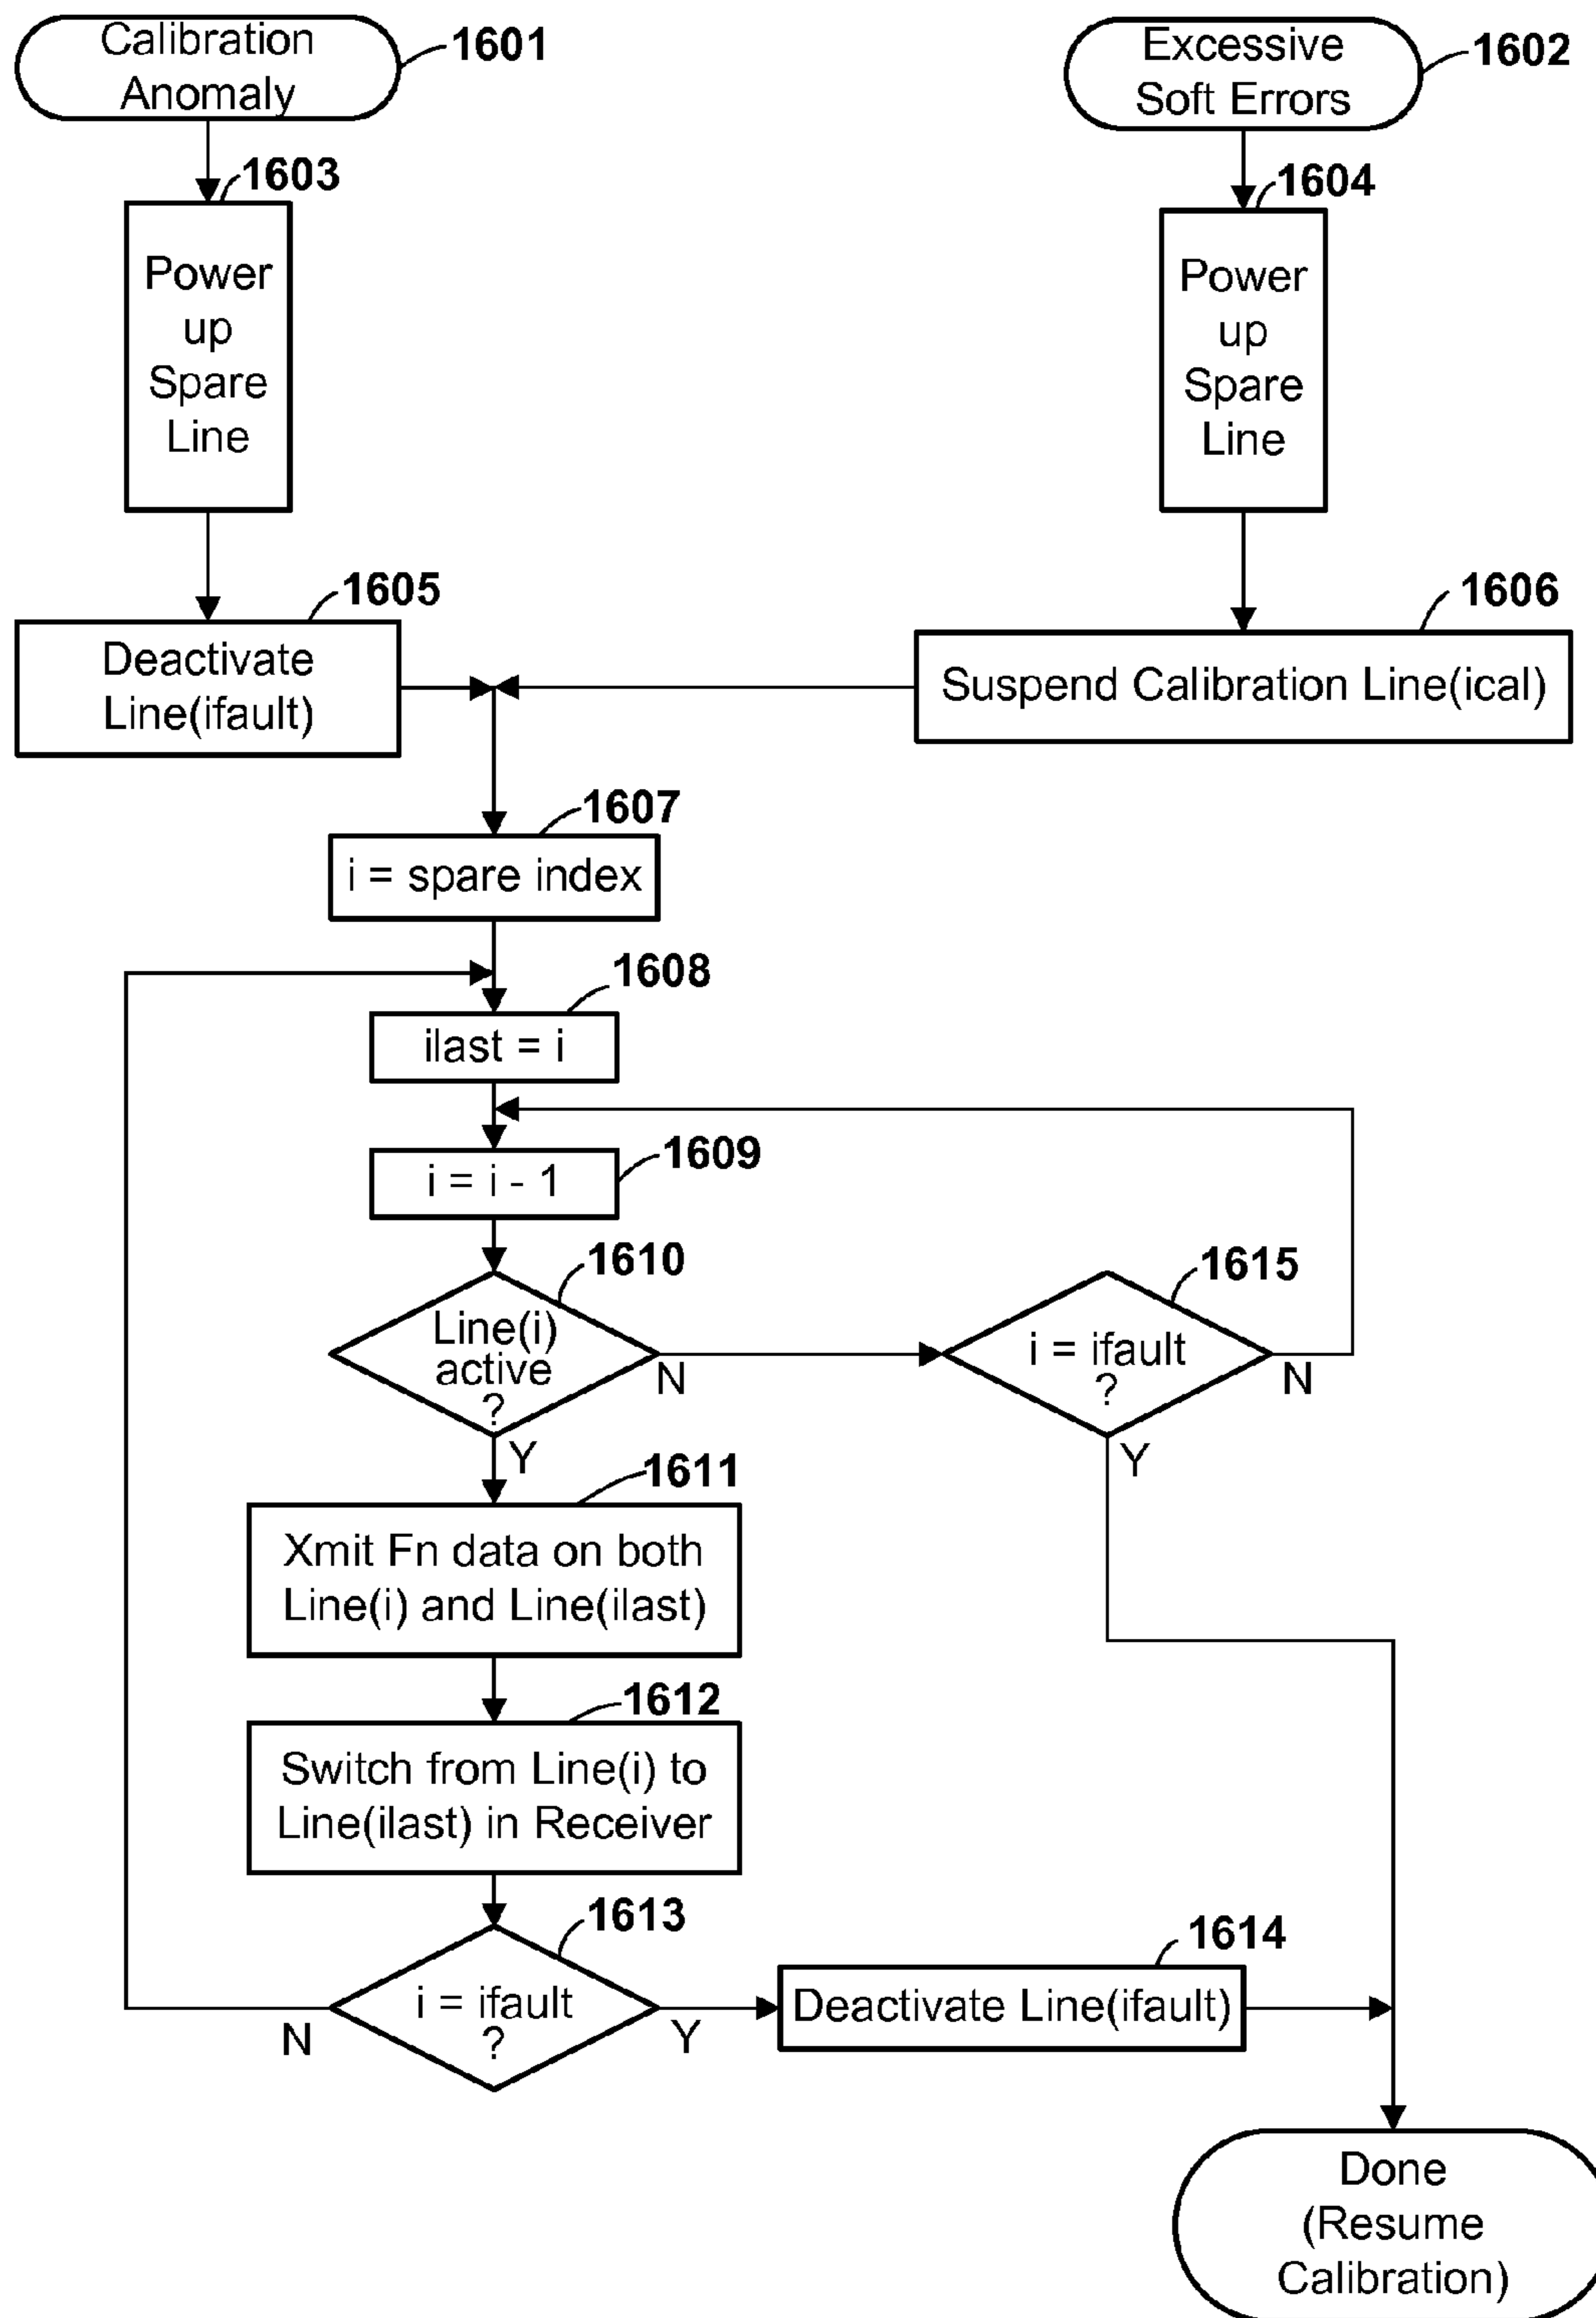 Calibration
Anomaly
1601
Excessive
Soft Errors
1602
1603
Power
up
Spare
Line
1604
Power
up
Spare
Line
1605
Deactivate
Line(ifault)
1606
Suspend Calibration Line(ical)
1607
i = spare index
1608
ilast = i
1609
i = i - 1
1610
Line(i)
active
?
N
Y
1615
i = ifault
?
N
Y
1611
Xmit Fn data on both
Line(i) and Line(ilast)
1612
Switch from Line(i) to
Line(ilast) in Receiver
1613
i = ifault
?
N
Y
1614
Deactivate Line(ifault)
Done
(Resume
Calibration)